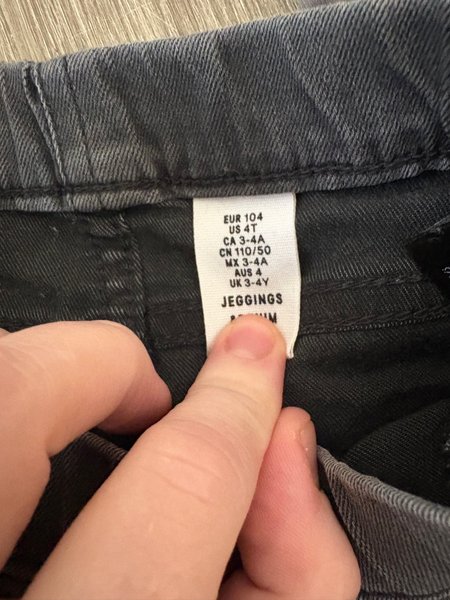 EUR 104
US 4T
CA 3-4A
CN 110/50
MX 3-4A
AUS 4
UK 3-4Y
JEGGINGS